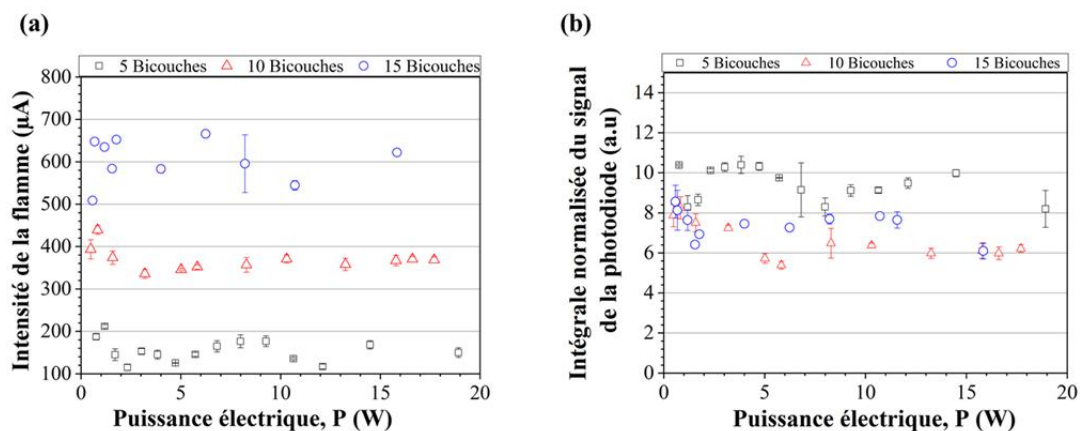 (a)
5 Bicouches 10 Bicouches 15 Bicouches
Intensité de la flamme (µA)
800
700
600
500
400
300
200
100
0 5 10 15 20
Puissance électrique, P (W)
(b)
5 Bicouches 10 Bicouches 15 Bicouches
Intégrale normalisée du signal
de la photodiode (a.u)
14
12
10
8
6
4
2
0
0 5 10 15 20
Puissance électrique, P (W)